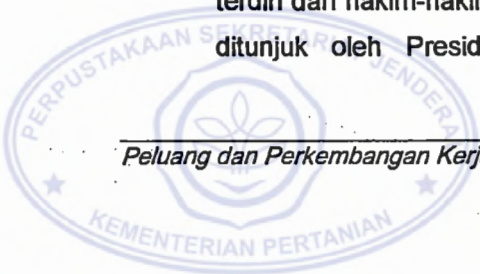 terdiri dari hakim-hakim
ditunjuk oleh Presid
Peluang dan Perkembangan Kerj
PERPUSTAKAAN SEKRETARIAT JENDERAL
KEMENTERIAN PERTANIAN